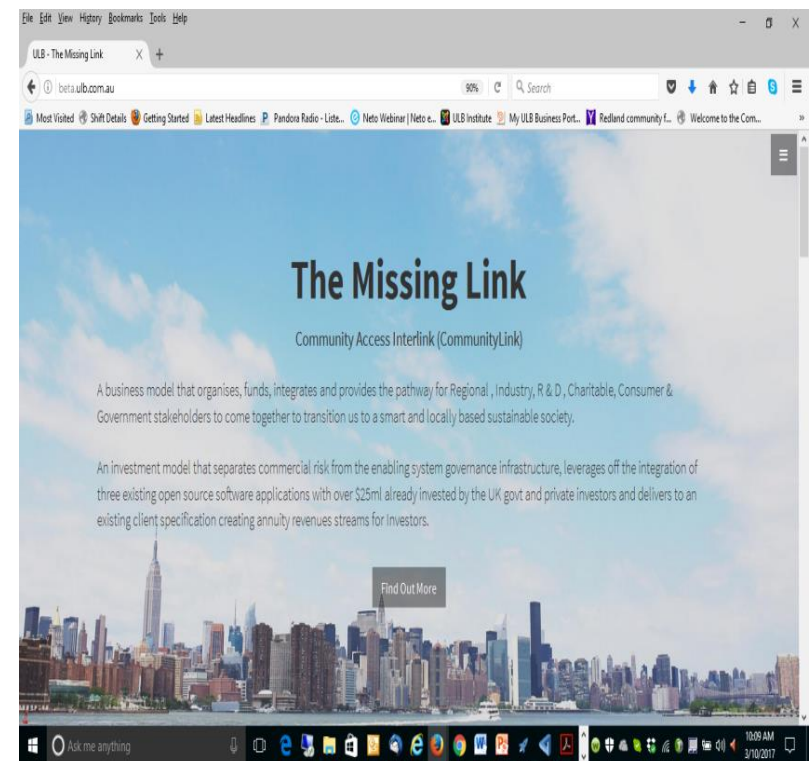 File Edit View History Bookmarks Tools Help
ULB - The Missing Link
beta.ulb.com.au 90% Search
Most Visited Shift Details Getting Started Latest Headlines Pandora Radio - Liste... Neto Webinar | Neto e... ULB Institute My ULB Business Port... Redland community f... Welcome to the Com...
The Missing Link
Community Access Interlink (CommunityLink)
A business model that organises, funds, integrates and provides the pathway for Regional , Industry, R & D , Charitable, Consumer &
Government stakeholders to come together to transition us to a smart and locally based sustainable society.
An investment model that separates commercial risk from the enabling system governance infrastructure, leverages off the integration of
three existing open source software applications with over $25ml already invested by the UK govt and private investors and delivers to an
existing client specification creating annuity revenues streams for Investors.
Find Out More
Ask me anything
10:09 AM
3/10/2017